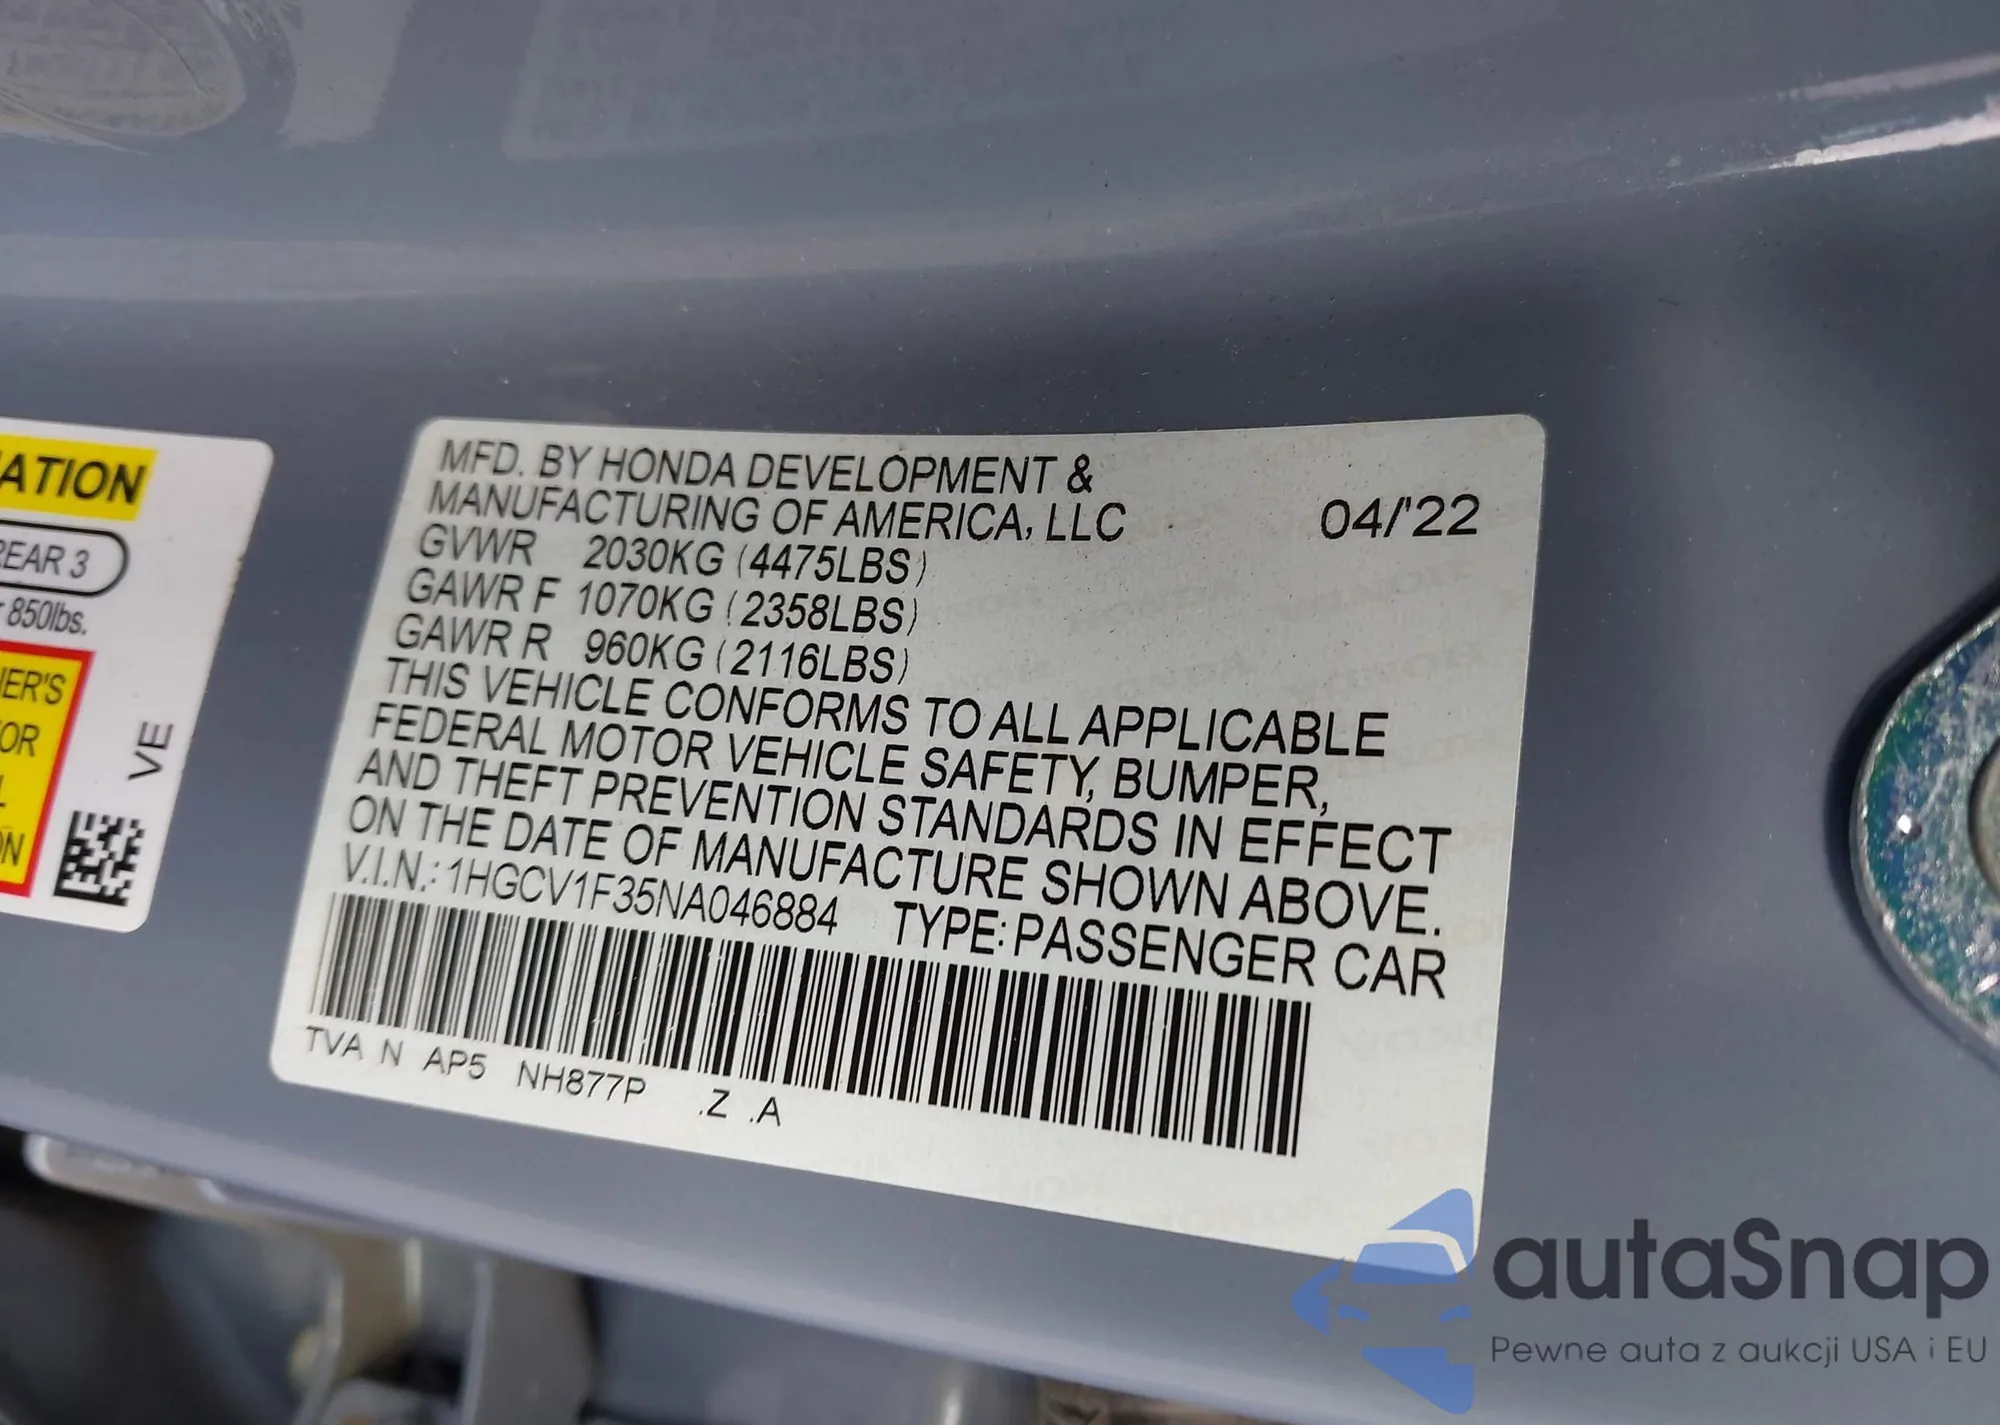 ATION
REAR 3
850lbs.
ER'S
OR
L
ON
VE
MFD. BY HONDA DEVELOPMENT &
MANUFACTURING OF AMERICA, LLC 04/'22
GVWR 2030KG (4475LBS)
GAWR F 1070KG (2358LBS)
GAWR R 960KG (2116LBS)
THIS VEHICLE CONFORMS TO ALL APPLICABLE
FEDERAL MOTOR VEHICLE SAFETY, BUMPER,
AND THEFT PREVENTION STANDARDS IN EFFECT
ON THE DATE OF MANUFACTURE SHOWN ABOVE.
V.I.N.: 1HGCV1F35NA046884 TYPE: PASSENGER CAR
TVA N AP5 NH877P .Z .A
autaSnap
Pewne auta z aukcji USA i EU